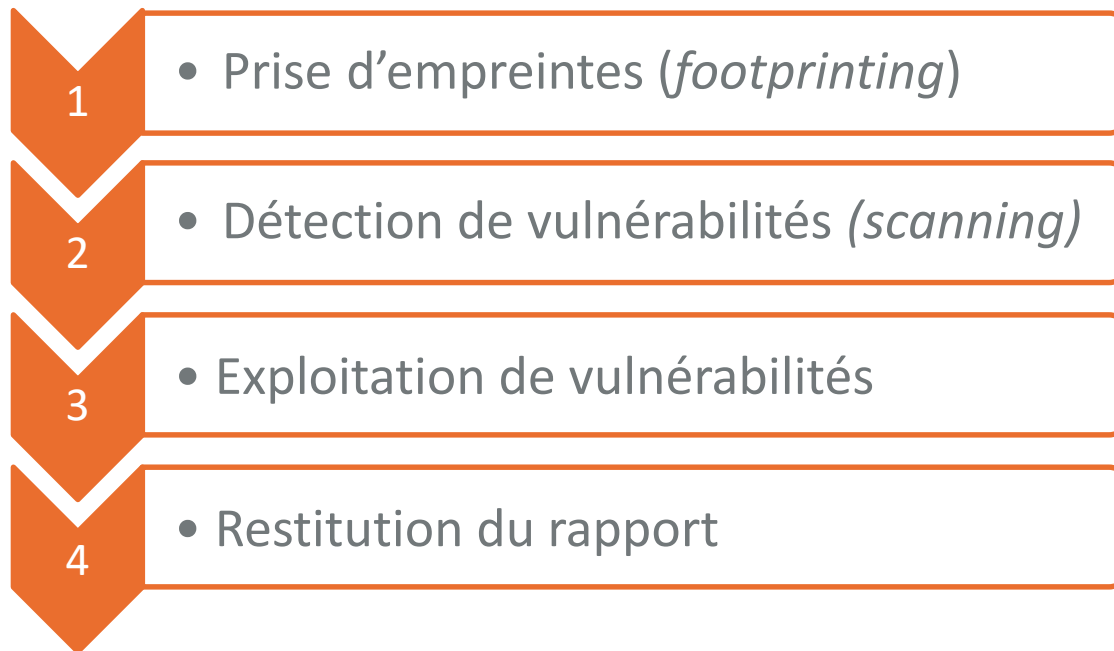 1
• Prise d’empreintes (footprinting)
2
• Détection de vulnérabilités (scanning)
3
• Exploitation de vulnérabilités
4
• Restitution du rapport